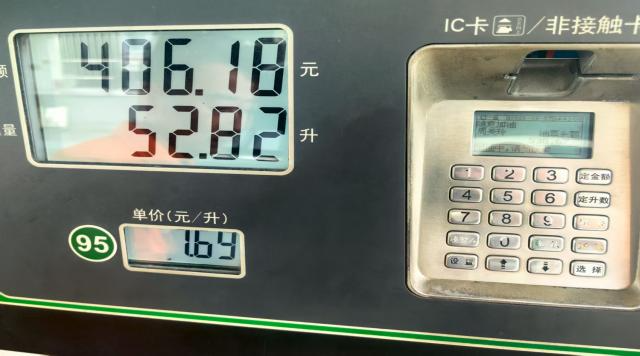 IC卡/非接触卡
额 406.18 元
量 52.82 升
单价(元/升)
95 7.69
1 2 3 定金额
4 5 6 定升数
7 8 9
0
设置 选择